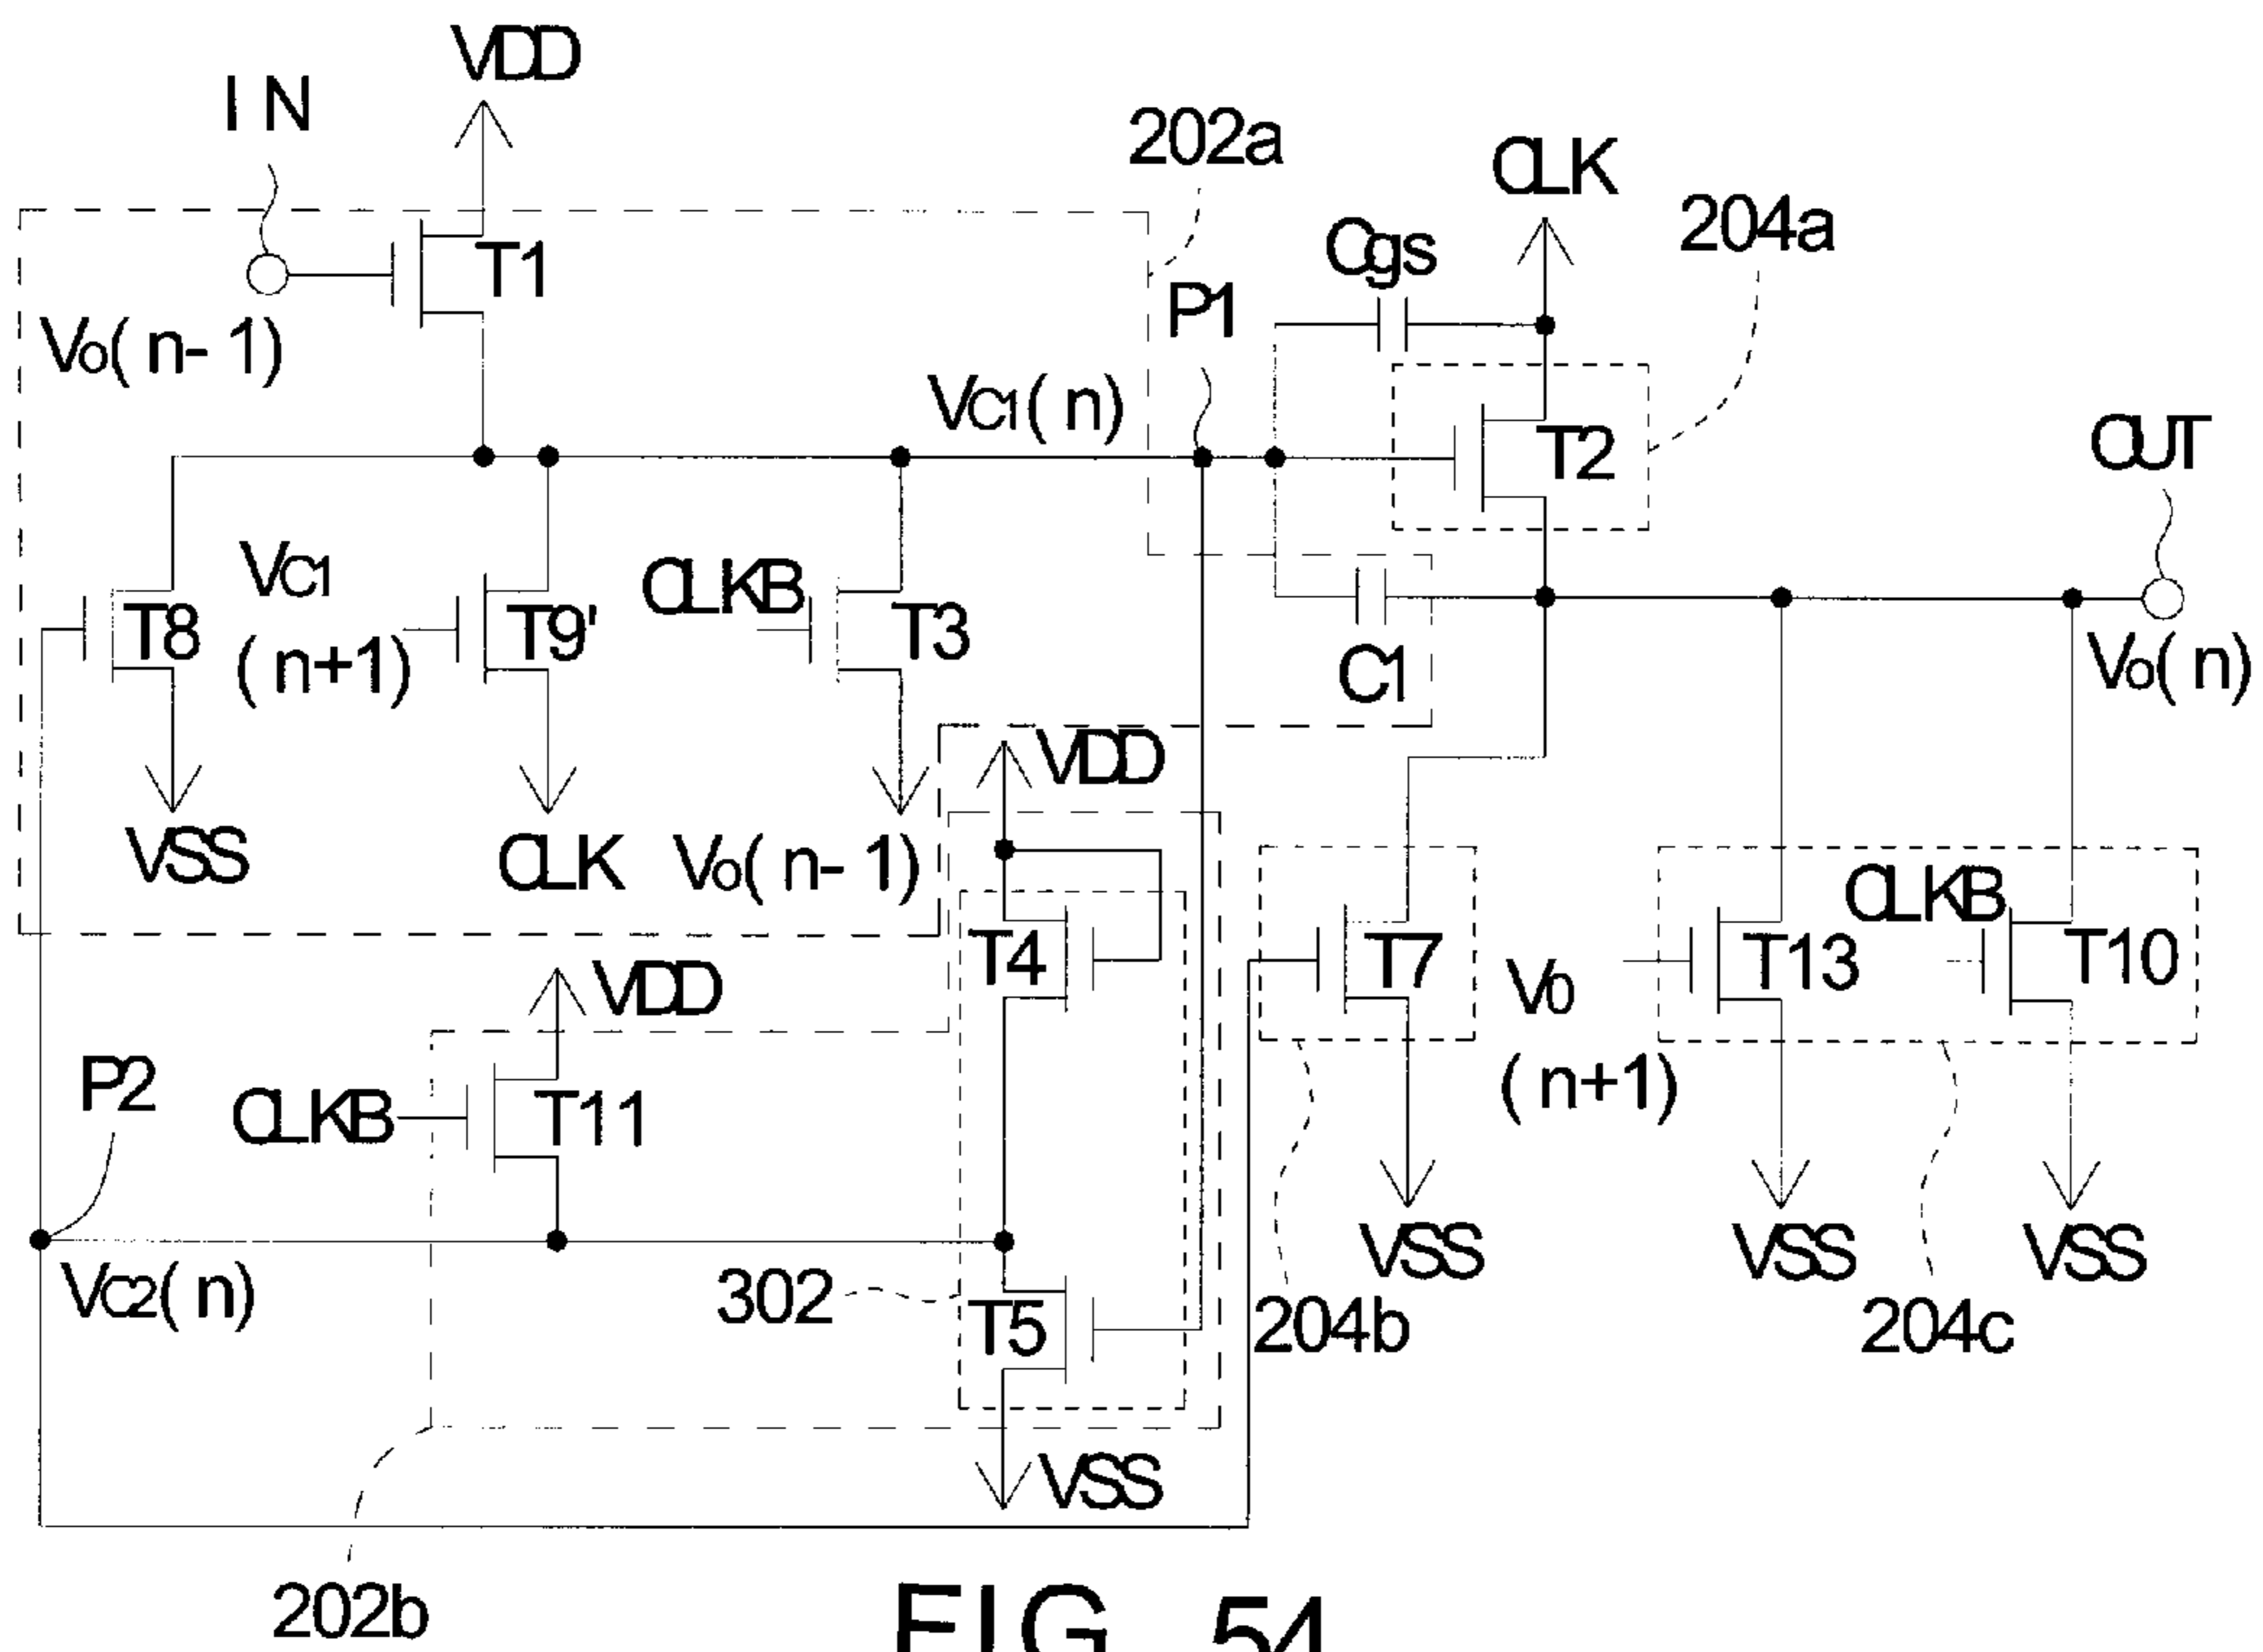 VDD
IN
202a
CLK
204a
Cgs
T1
P1
Vo(n-1)
VC1(n)
T2
OUT
VC1
(n+1)
CLKB
T8
T9'
T3
C1
Vo(n)
VDD
VSS
CLK
Vo(n-1)
CLKB
T4
T7
T13
T10
VDD
V0
(n+1)
P2
CLKB
T11
VSS
VSS
VSS
VC2(n)
302
T5
204b
204c
VSS
202b
FIG. 54